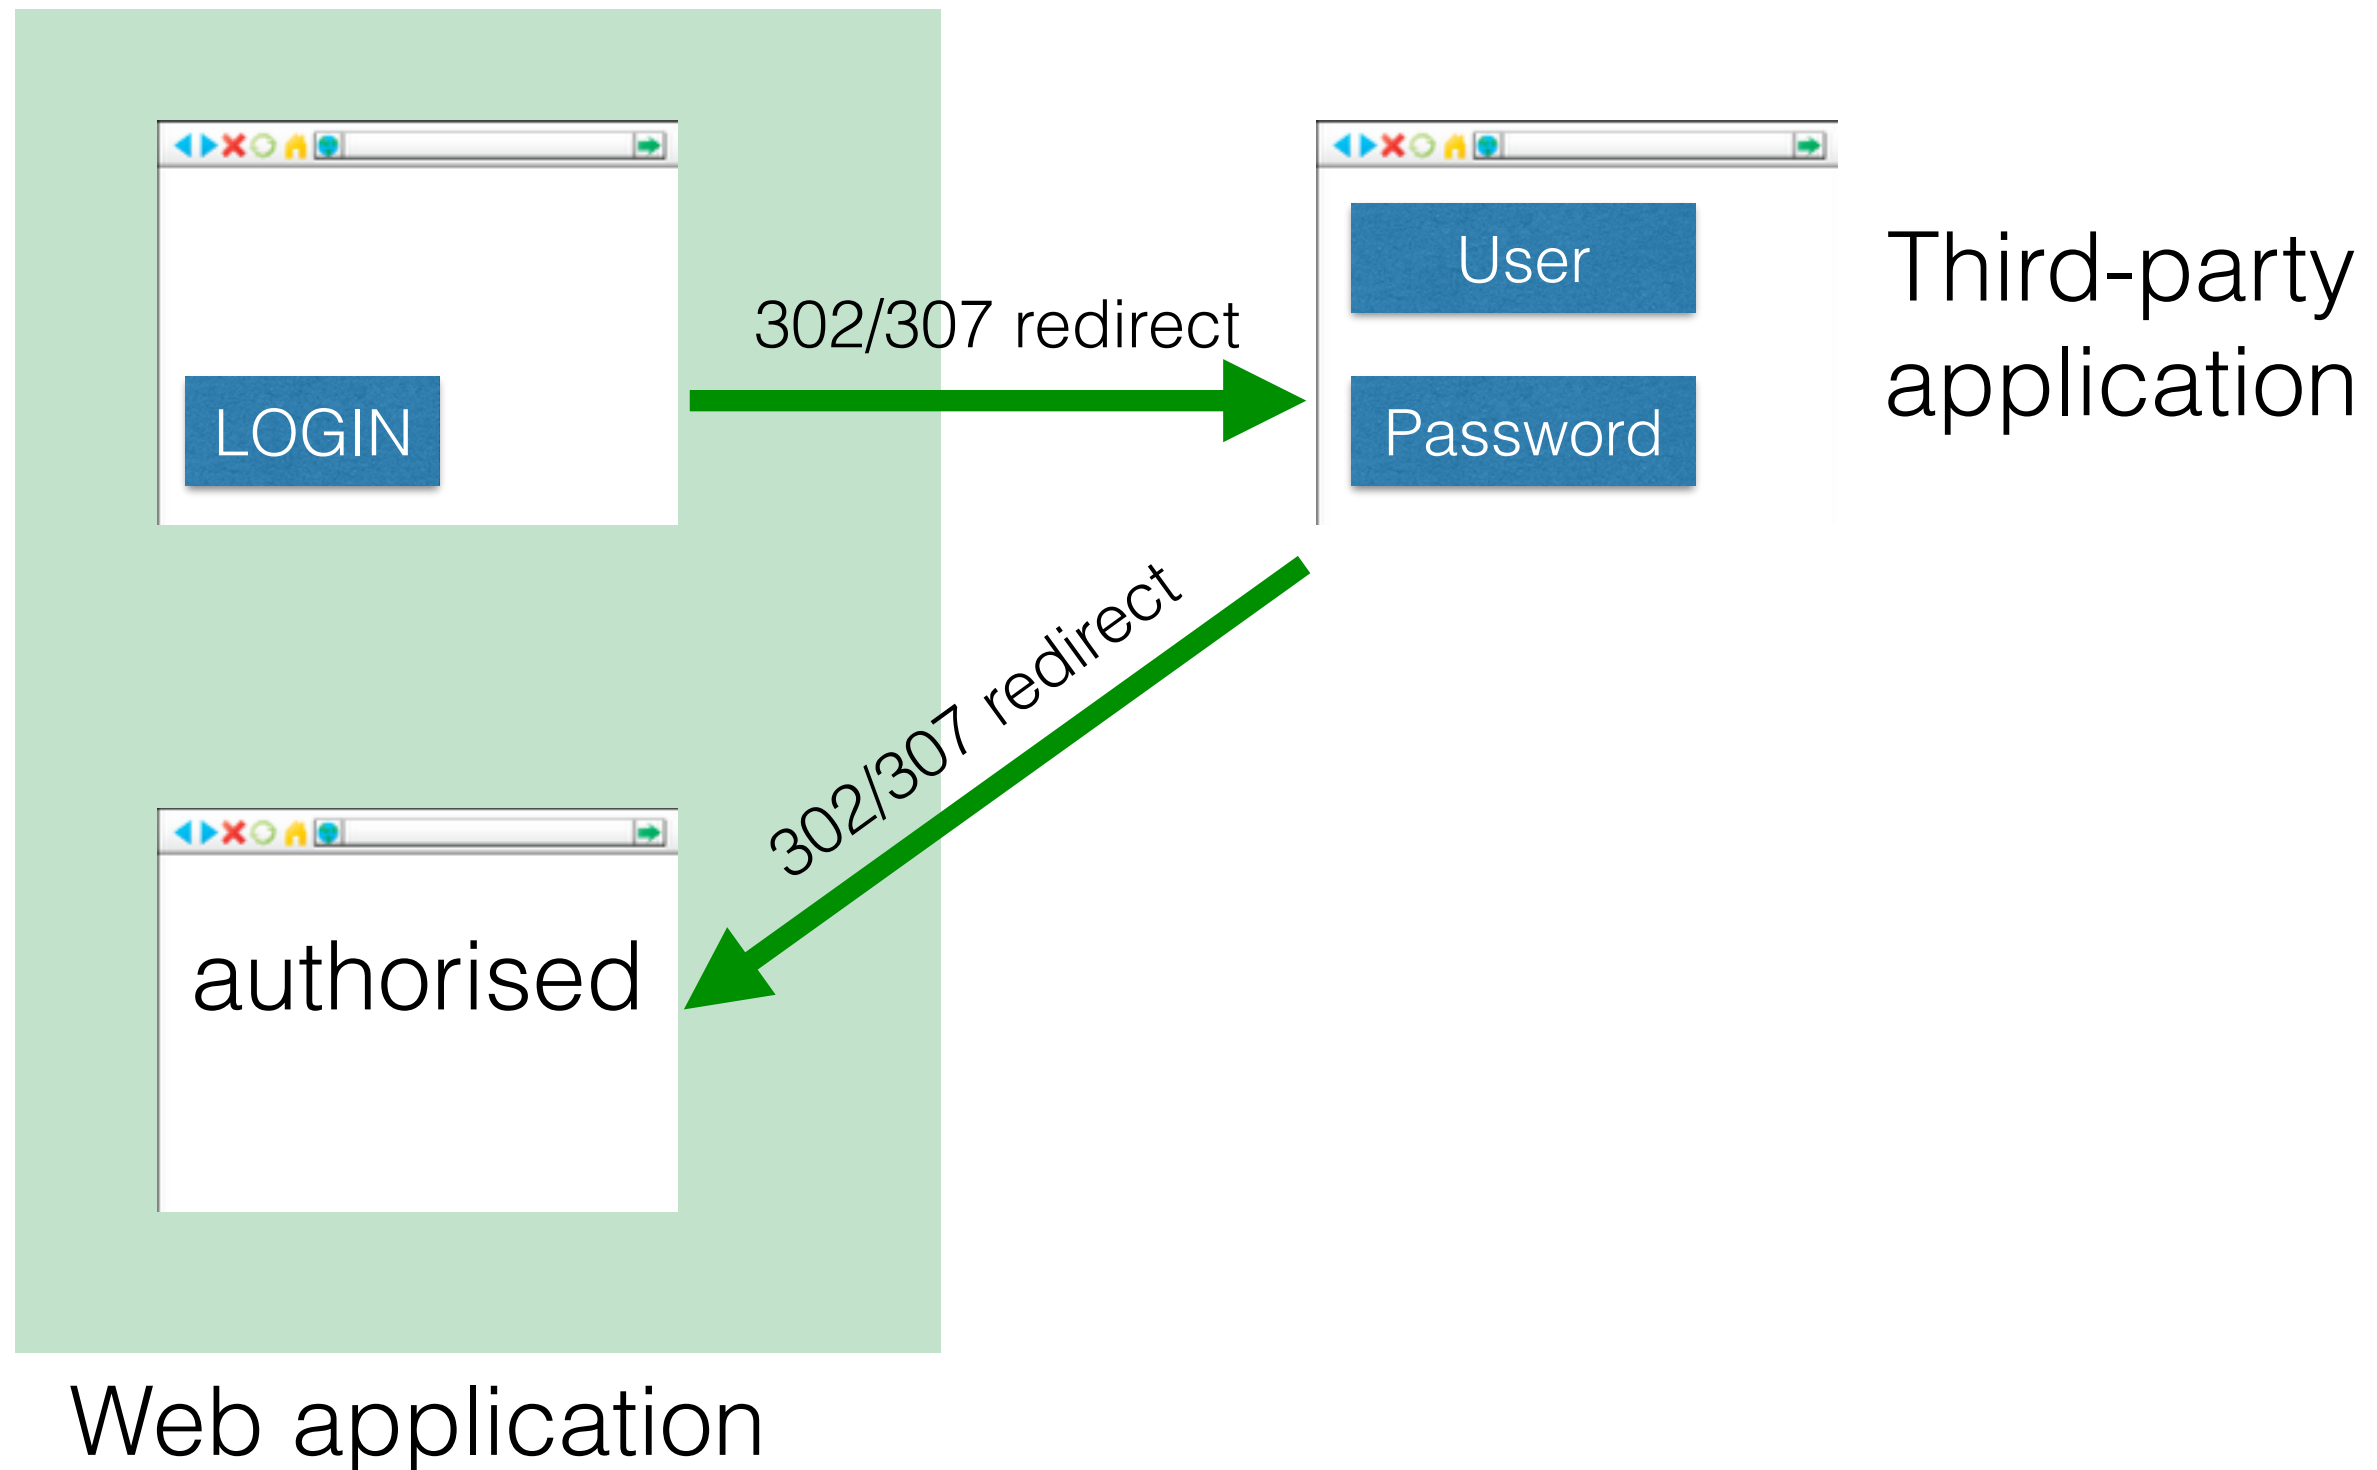 LOGIN
302/307 redirect
User
Password
Third-party
application
302/307 redirect
authorised
Web application